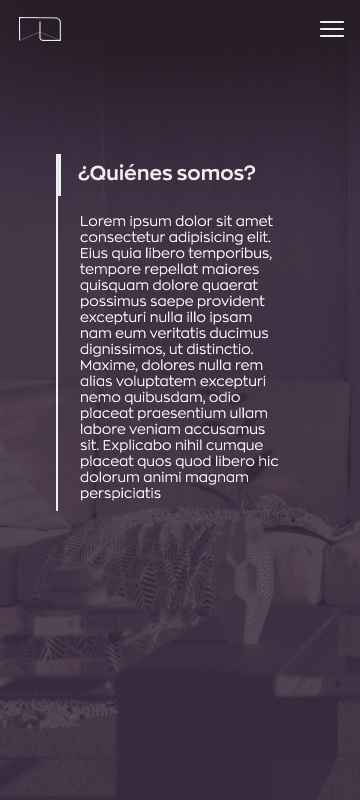 ¿Quiénes somos?
Lorem ipsum dolor sit amet
consectetur adipisicing elit.
Eius quia libero temporibus,
tempore repellat maiores
quisquam dolore quaerat
possimus saepe provident
excepturi nulla illo ipsam
nam eum veritatis ducimus
dignissimos, ut distinctio.
Maxime, dolores nulla rem
alias voluptatem excepturi
nemo quibusdam, odio
placeat praesentium ullam
labore veniam accusamus
sit. Explicabo nihil cumque
placeat quos quod libero hic
dolorum animi magnam
perspiciatis